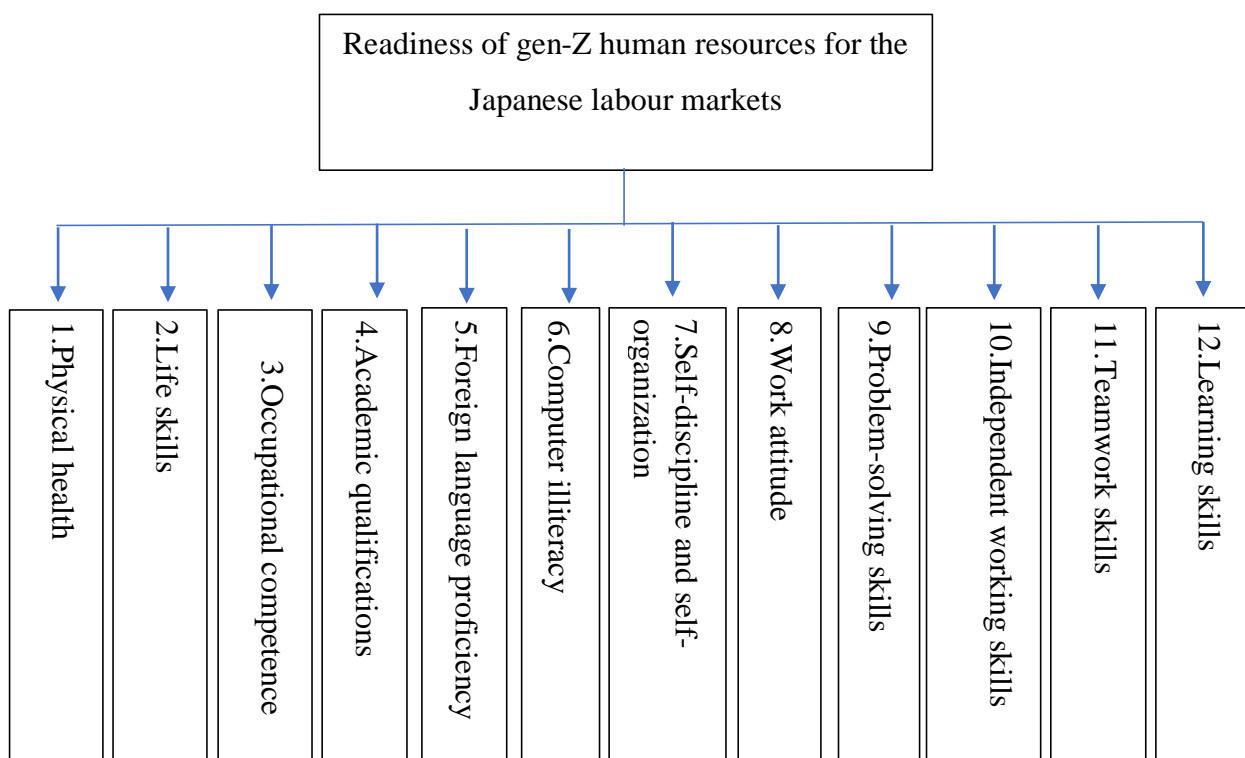 Readiness of gen-Z human resources for the
Japanese labour markets
1.Physical health
2.Life skills
3.Occupational competence
4.Academic qualifications
5.Foreign language proficiency
6.Computer illiteracy
7.Self-discipline and self-
organization
8.Work attitude
9.Problem-solving skills
10.Independent working skills
11.Teamwork skills
12.Learning skills